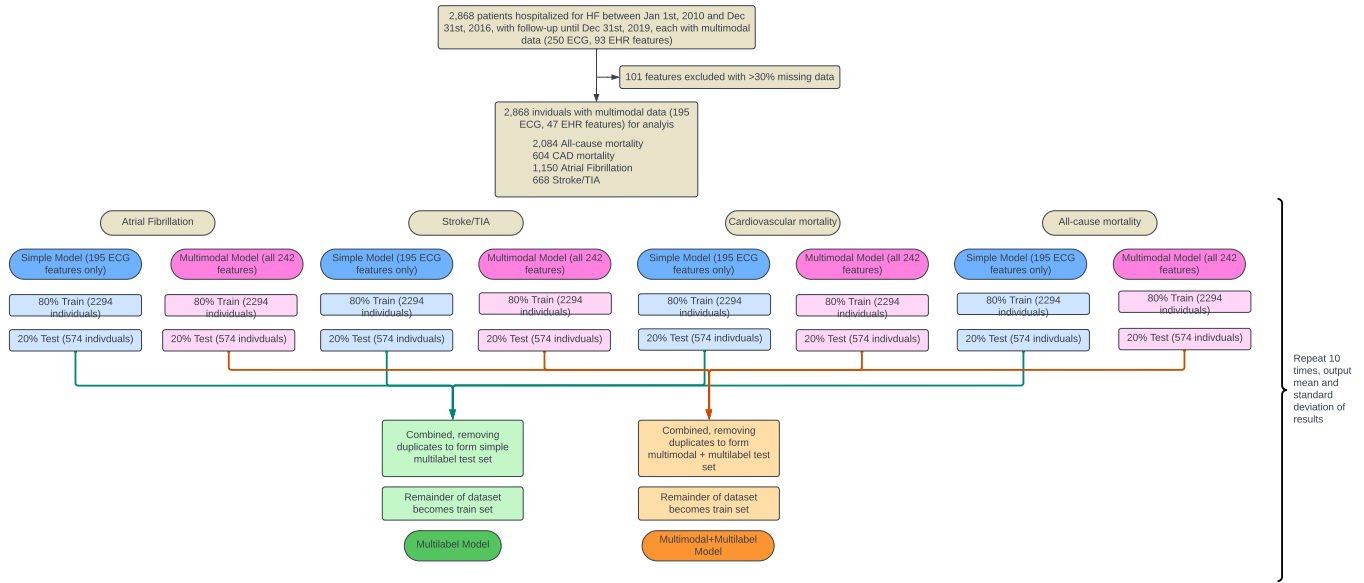 2,868 patients hospitalized for HF between Jan 1st, 2010 and Dec
31st, 2016, with follow-up until Dec 31st, 2019, each with multimodal
data (250 ECG, 93 EHR features)
101 features excluded with >30% missing data
2,868 inviduals with multimodal data (195
ECG, 47 EHR features) for analyis
2,084 All-cause mortality
604 CAD mortality
1,150 Atrial Fibrillation
668 Stroke/TIA
Atrial Fibrillation
Stroke/TIA
Cardiovascular mortality
All-cause mortality
Simple Model (195 ECG
features only)
Multimodal Model (all 242
features)
Simple Model (195 ECG
features only)
Multimodal Model (all 242
features)
Simple Model (195 ECG
features only)
Multimodal Model (all 242
features)
Simple Model (195 ECG
features only)
Multimodal Model (all 242
features)
80% Train (2294
individuals)
80% Train (2294
individuals)
80% Train (2294
individuals)
80% Train (2294
individuals)
80% Train (2294
individuals)
80% Train (2294
individuals)
80% Train (2294
individuals)
80% Train (2294
individuals)
20% Test (574 indivduals)
20% Test (574 indivduals)
20% Test (574 indivduals)
20% Test (574 indivduals)
20% Test (574 indivduals)
20% Test (574 indivduals)
20% Test (574 indivduals)
20% Test (574 indivduals)
Combined, removing
duplicates to form simple
multilabel test set
Combined, removing
duplicates to form
multimodal + multilabel test
set
Remainder of dataset
becomes train set
Remainder of dataset
becomes train set
Multilabel Model
Multimodal+Multilabel
Model
Repeat 10
times, output
mean and
standard
deviation of
results